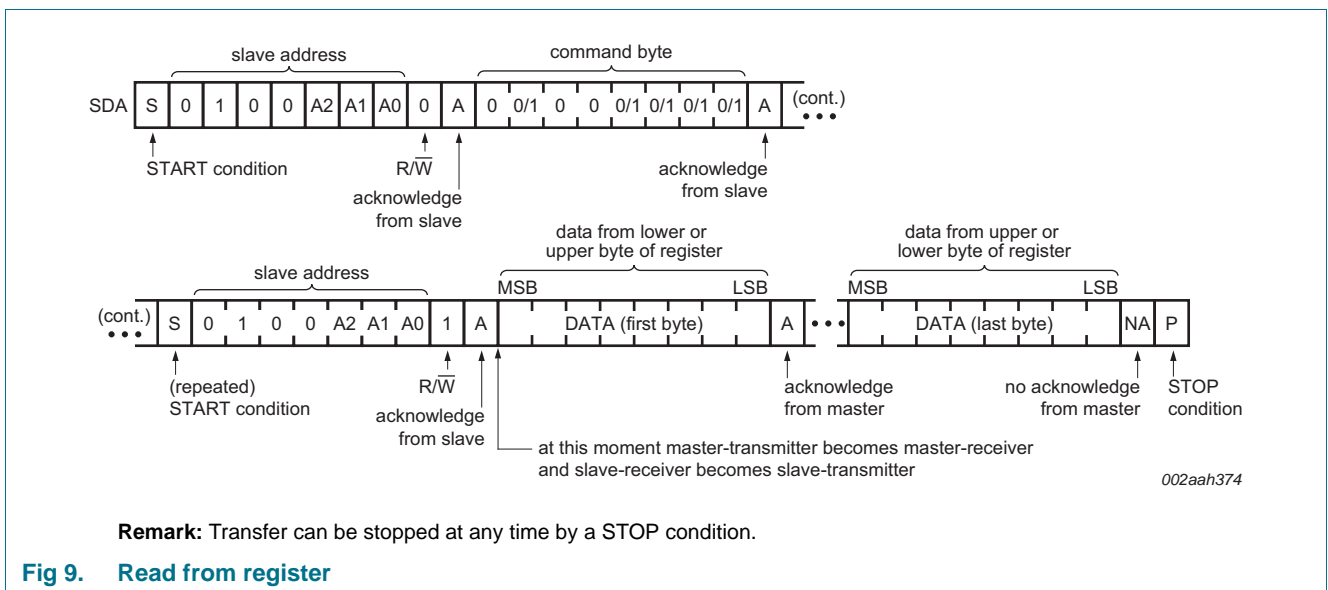 slave address command byte
SDA S 0 1 0 0 A2 A1 A0 0 A 0 0/1 0 0 0/1 0/1 0/1 0/1 A (cont.)
START condition R/W̅ acknowledge
acknowledge from slave
from slave
data from lower or data from upper or
upper byte of register lower byte of register
slave address
MSB LSB MSB LSB
(cont.) S 0 1 0 0 A2 A1 A0 1 A DATA (first byte) A DATA (last byte) NA P
(repeated) R/W̅ acknowledge no acknowledge STOP
START condition acknowledge from master from master condition
from slave
at this moment master-transmitter becomes master-receiver
and slave-receiver becomes slave-transmitter
002aah374
Remark: Transfer can be stopped at any time by a STOP condition.
Fig 9. Read from register